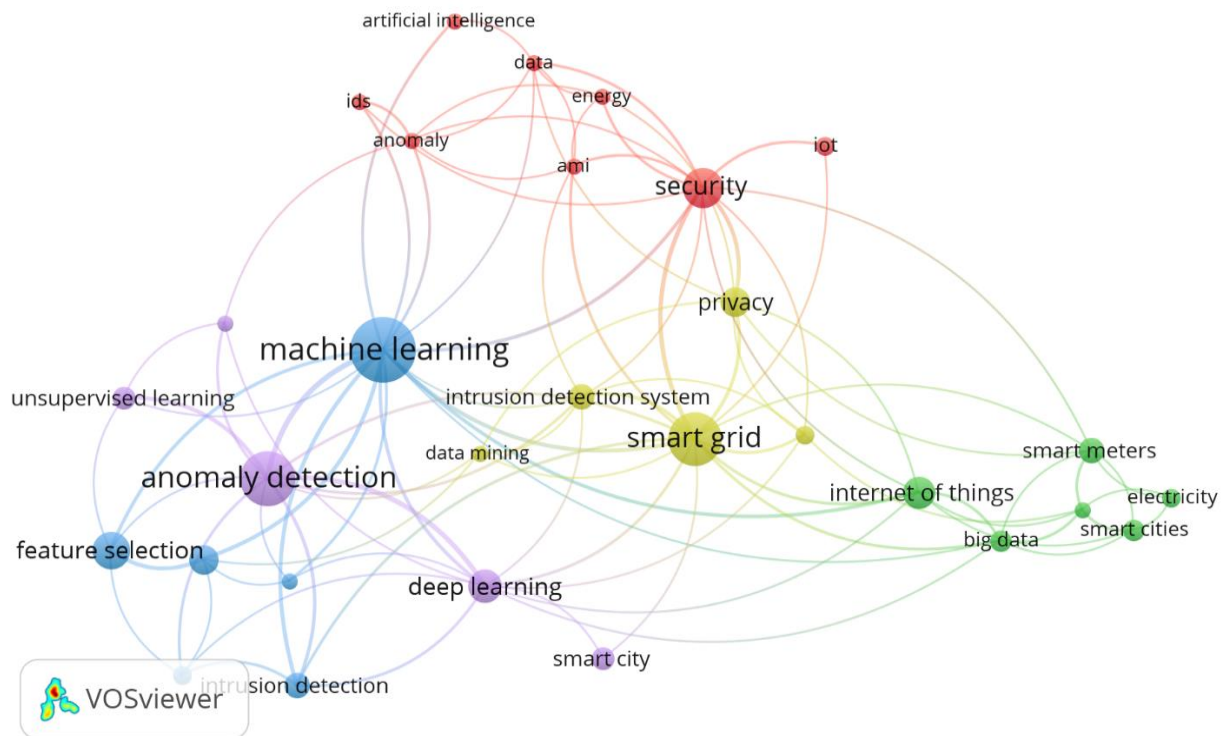 artificial intelligence
data
energy
ids
anomaly
iot
ami
security
privacy
machine learning
unsupervised learning
intrusion detection system
smart grid
data mining
smart meters
anomaly detection
internet of things
electricity
smart cities
big data
feature selection
deep learning
smart city
intrusion detection
VOSviewer